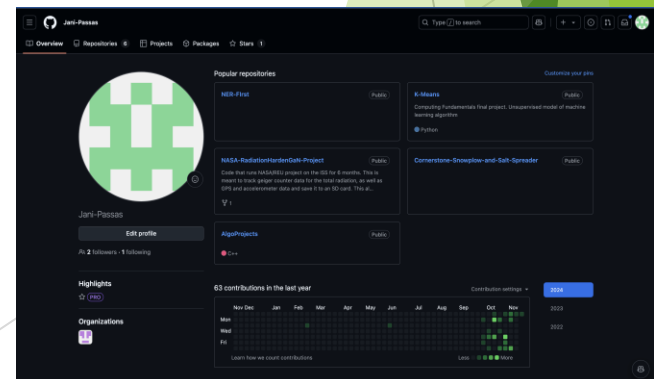 Jani-Passas
Type / to search
Overview
Repositories 6
Projects
Packages
Stars 1
Popular repositories
Customize your pins
NER-First
Public
K-Means
Public
Computing Fundamentals final project. Unsupervised model of machine
learning algorithm
Python
NASA-RadiationHardenGaN-Project
Public
Code that runs NASA/REU project on the ISS for 6 months. This is
meant to track geiger counter data for the total radiation, as well as
GPS and accelerometer data and save it to an SD card. This al...
1
Cornerstone-Snowplow-and-Salt-Spreader
Public
AlgoProjects
Public
C++
Jani-Passas
Edit profile
2 followers · 1 following
Highlights
PRO
Organizations
63 contributions in the last year
Contribution settings
2024
2023
2022
Nov Dec Jan Feb Mar Apr May Jun Jul Aug Sep Oct Nov
Mon
Wed
Fri
Learn how we count contributions
Less
More